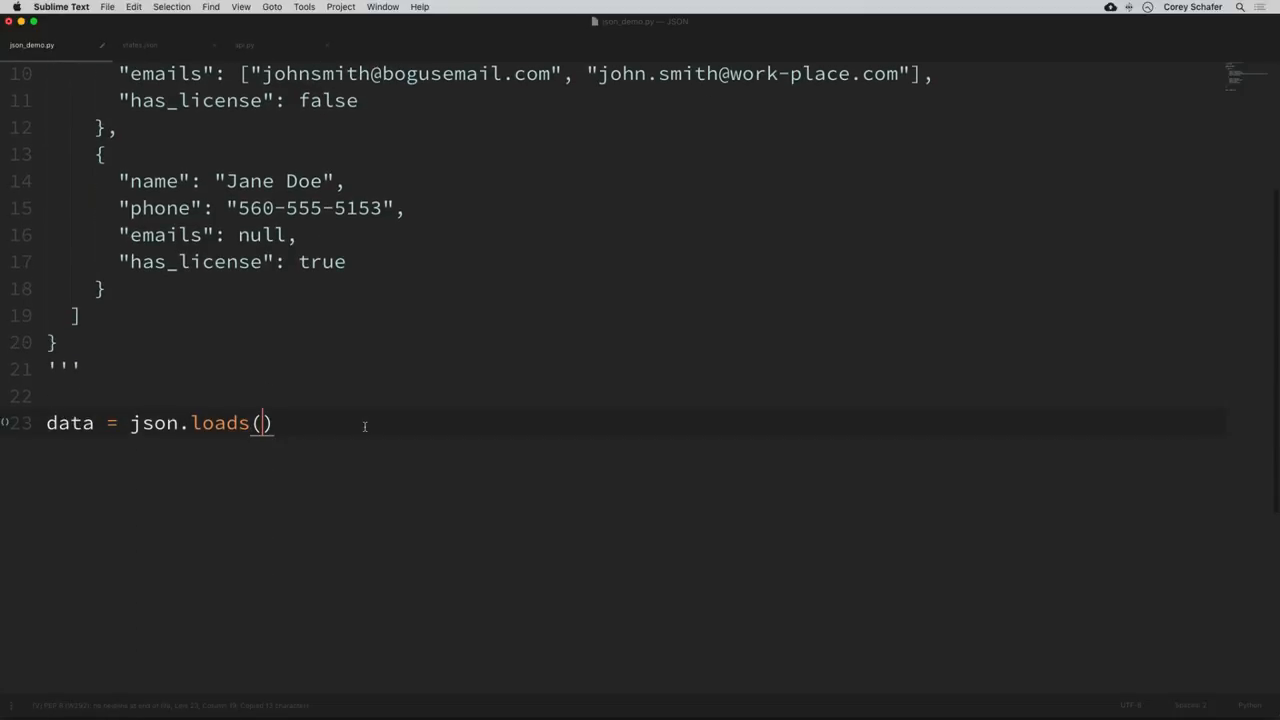 Sublime Text File Edit Selection Find View Goto Tools Project Window Help Corey Schafer
json_demo.py — JSON
json_demo.py states.json api.py
10 "emails": ["johnsmith@bogusemail.com", "john.smith@work-place.com"],
11 "has_license": false
12 },
13 {
14 "name": "Jane Doe",
15 "phone": "560-555-5153",
16 "emails": null,
17 "has_license": true
18 }
19 ]
20 }
21 '''
22
23 data = json.loads()
UTF-8 Spaces: 2 Python